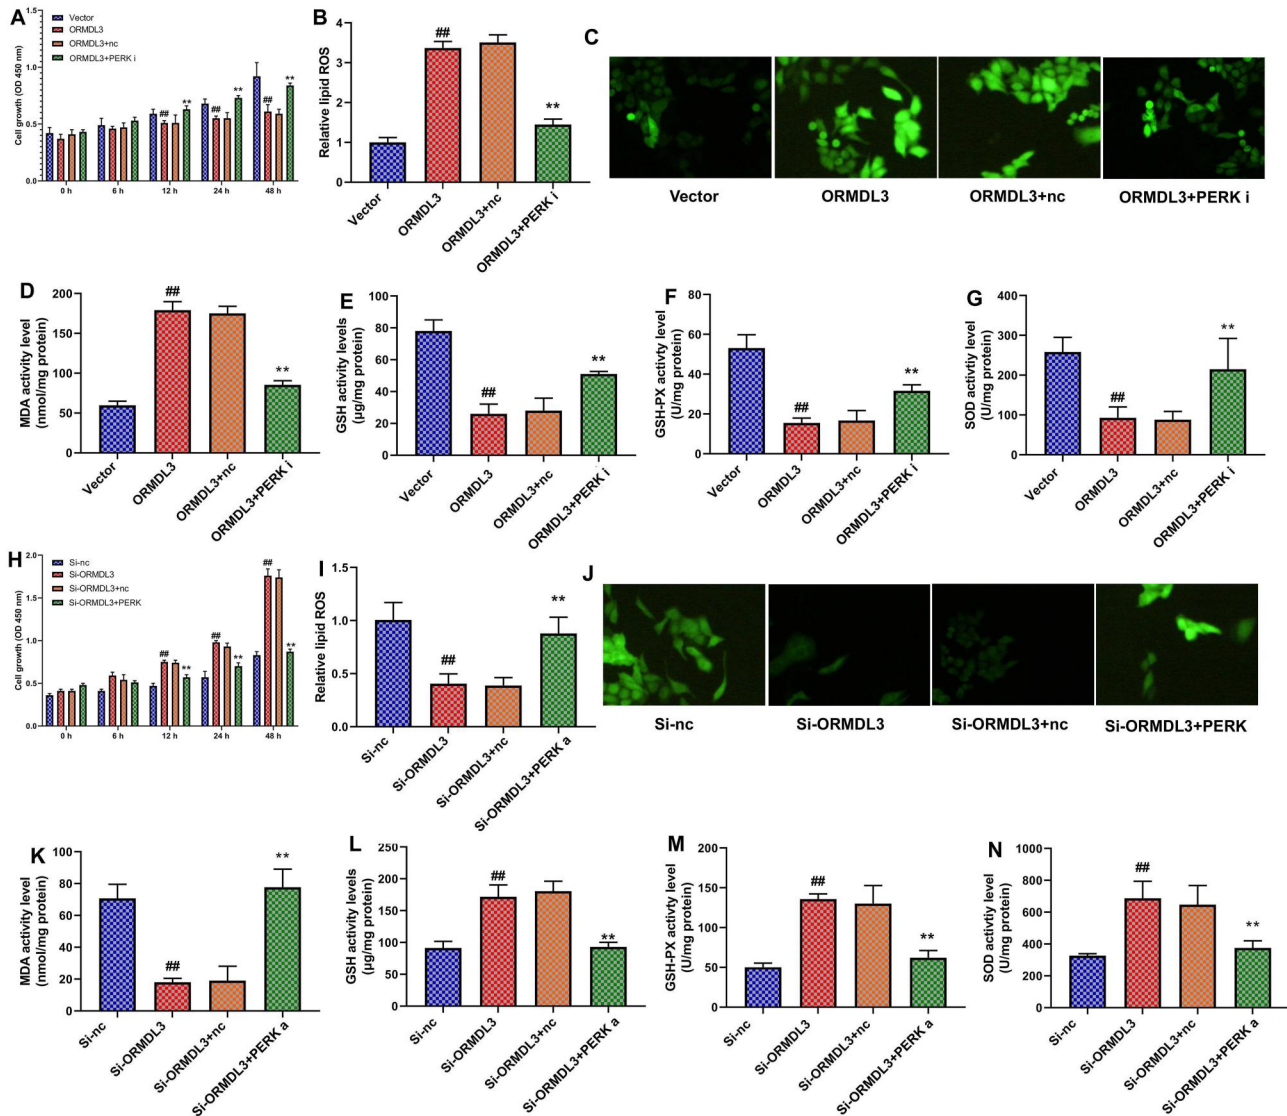 A
Cell growth (OD 450 nm)
1.5
1.0
0.5
0.0
Vector
ORMDL3
ORMDL3+nc
ORMDL3+PERK i
##
**
##
**
##
**
0 h
6 h
12 h
24 h
48 h
B
Relative lipid ROS
4
3
2
1
0
##
**
Vector
ORMDL3
ORMDL3+nc
ORMDL3+PERK i
C
Vector
ORMDL3
ORMDL3+nc
ORMDL3+PERK i
D
MDA activity level
(nmol/mg protein)
200
150
100
50
0
##
**
Vector
ORMDL3
ORMDL3+nc
ORMDL3+PERK i
E
GSH activity levels
(μg/mg protein)
100
80
60
40
20
0
##
**
Vector
ORMDL3
ORMDL3+nc
ORMDL3+PERK i
F
GSH-PX activty level
(U/mg protein)
80
60
40
20
0
##
**
Vector
ORMDL3
ORMDL3+nc
ORMDL3+PERK i
G
SOD activtiy level
(U/mg protein)
400
300
200
100
0
##
**
Vector
ORMDL3
ORMDL3+nc
ORMDL3+PERK i
H
Cell growth (OD 450 nm)
2.0
1.5
1.0
0.5
0.0
Si-nc
Si-ORMDL3
Si-ORMDL3+nc
Si-ORMDL3+PERK
##
**
##
**
##
**
0 h
6 h
12 h
24 h
48 h
I
Relative lipid ROS
1.5
1.0
0.5
0.0
##
**
Si-nc
Si-ORMDL3
Si-ORMDL3+nc
Si-ORMDL3+PERK a
J
Si-nc
Si-ORMDL3
Si-ORMDL3+nc
Si-ORMDL3+PERK
K
MDA activity level
(nmol/mg protein)
100
80
60
40
20
0
##
**
Si-nc
Si-ORMDL3
Si-ORMDL3+nc
Si-ORMDL3+PERK a
L
GSH activity levels
(μg/mg protein)
250
200
150
100
50
0
##
**
Si-nc
Si-ORMDL3
Si-ORMDL3+nc
Si-ORMDL3+PERK a
M
GSH-PX activty level
(U/mg protein)
200
150
100
50
0
##
**
Si-nc
Si-ORMDL3
Si-ORMDL3+nc
Si-ORMDL3+PERK a
N
SOD activtiy level
(U/mg protein)
1000
800
600
400
200
0
##
**
Si-nc
Si-ORMDL3
Si-ORMDL3+nc
Si-ORMDL3+PERK a